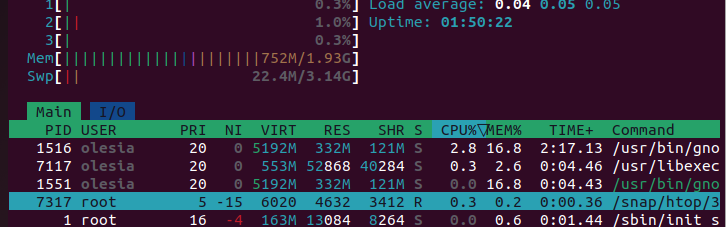 1[| 0.3%] Load average: 0.04 0.05 0.05
2[|| 1.0%] Uptime: 01:50:22
3[| 0.3%]
Mem[||||||||||||||||||||||||752M/1.93G]
Swp[|| 22.4M/3.14G]
Main I/O
PID USER PRI NI VIRT RES SHR S CPU%▽MEM% TIME+ Command
1516 olesia 20 0 5192M 332M 121M S 2.8 16.8 2:17.13 /usr/bin/gno
7117 olesia 20 0 553M 52868 40284 S 0.3 2.6 0:04.46 /usr/libexec
1551 olesia 20 0 5192M 332M 121M S 0.0 16.8 0:04.43 /usr/bin/gno
7317 root 5 -15 6020 4632 3412 R 0.3 0.2 0:00.36 /snap/htop/3
1 root 16 -4 163M 13084 8264 S 0.0 0.6 0:01.44 /sbin/init s